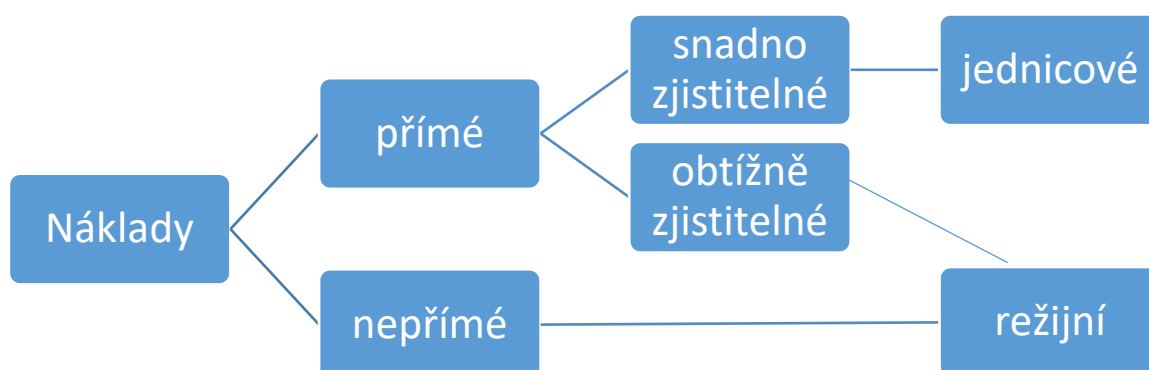 snadno
zjistitelné
jednicové
přímé
obtížně
zjistitelné
Náklady
nepřímé
režijní